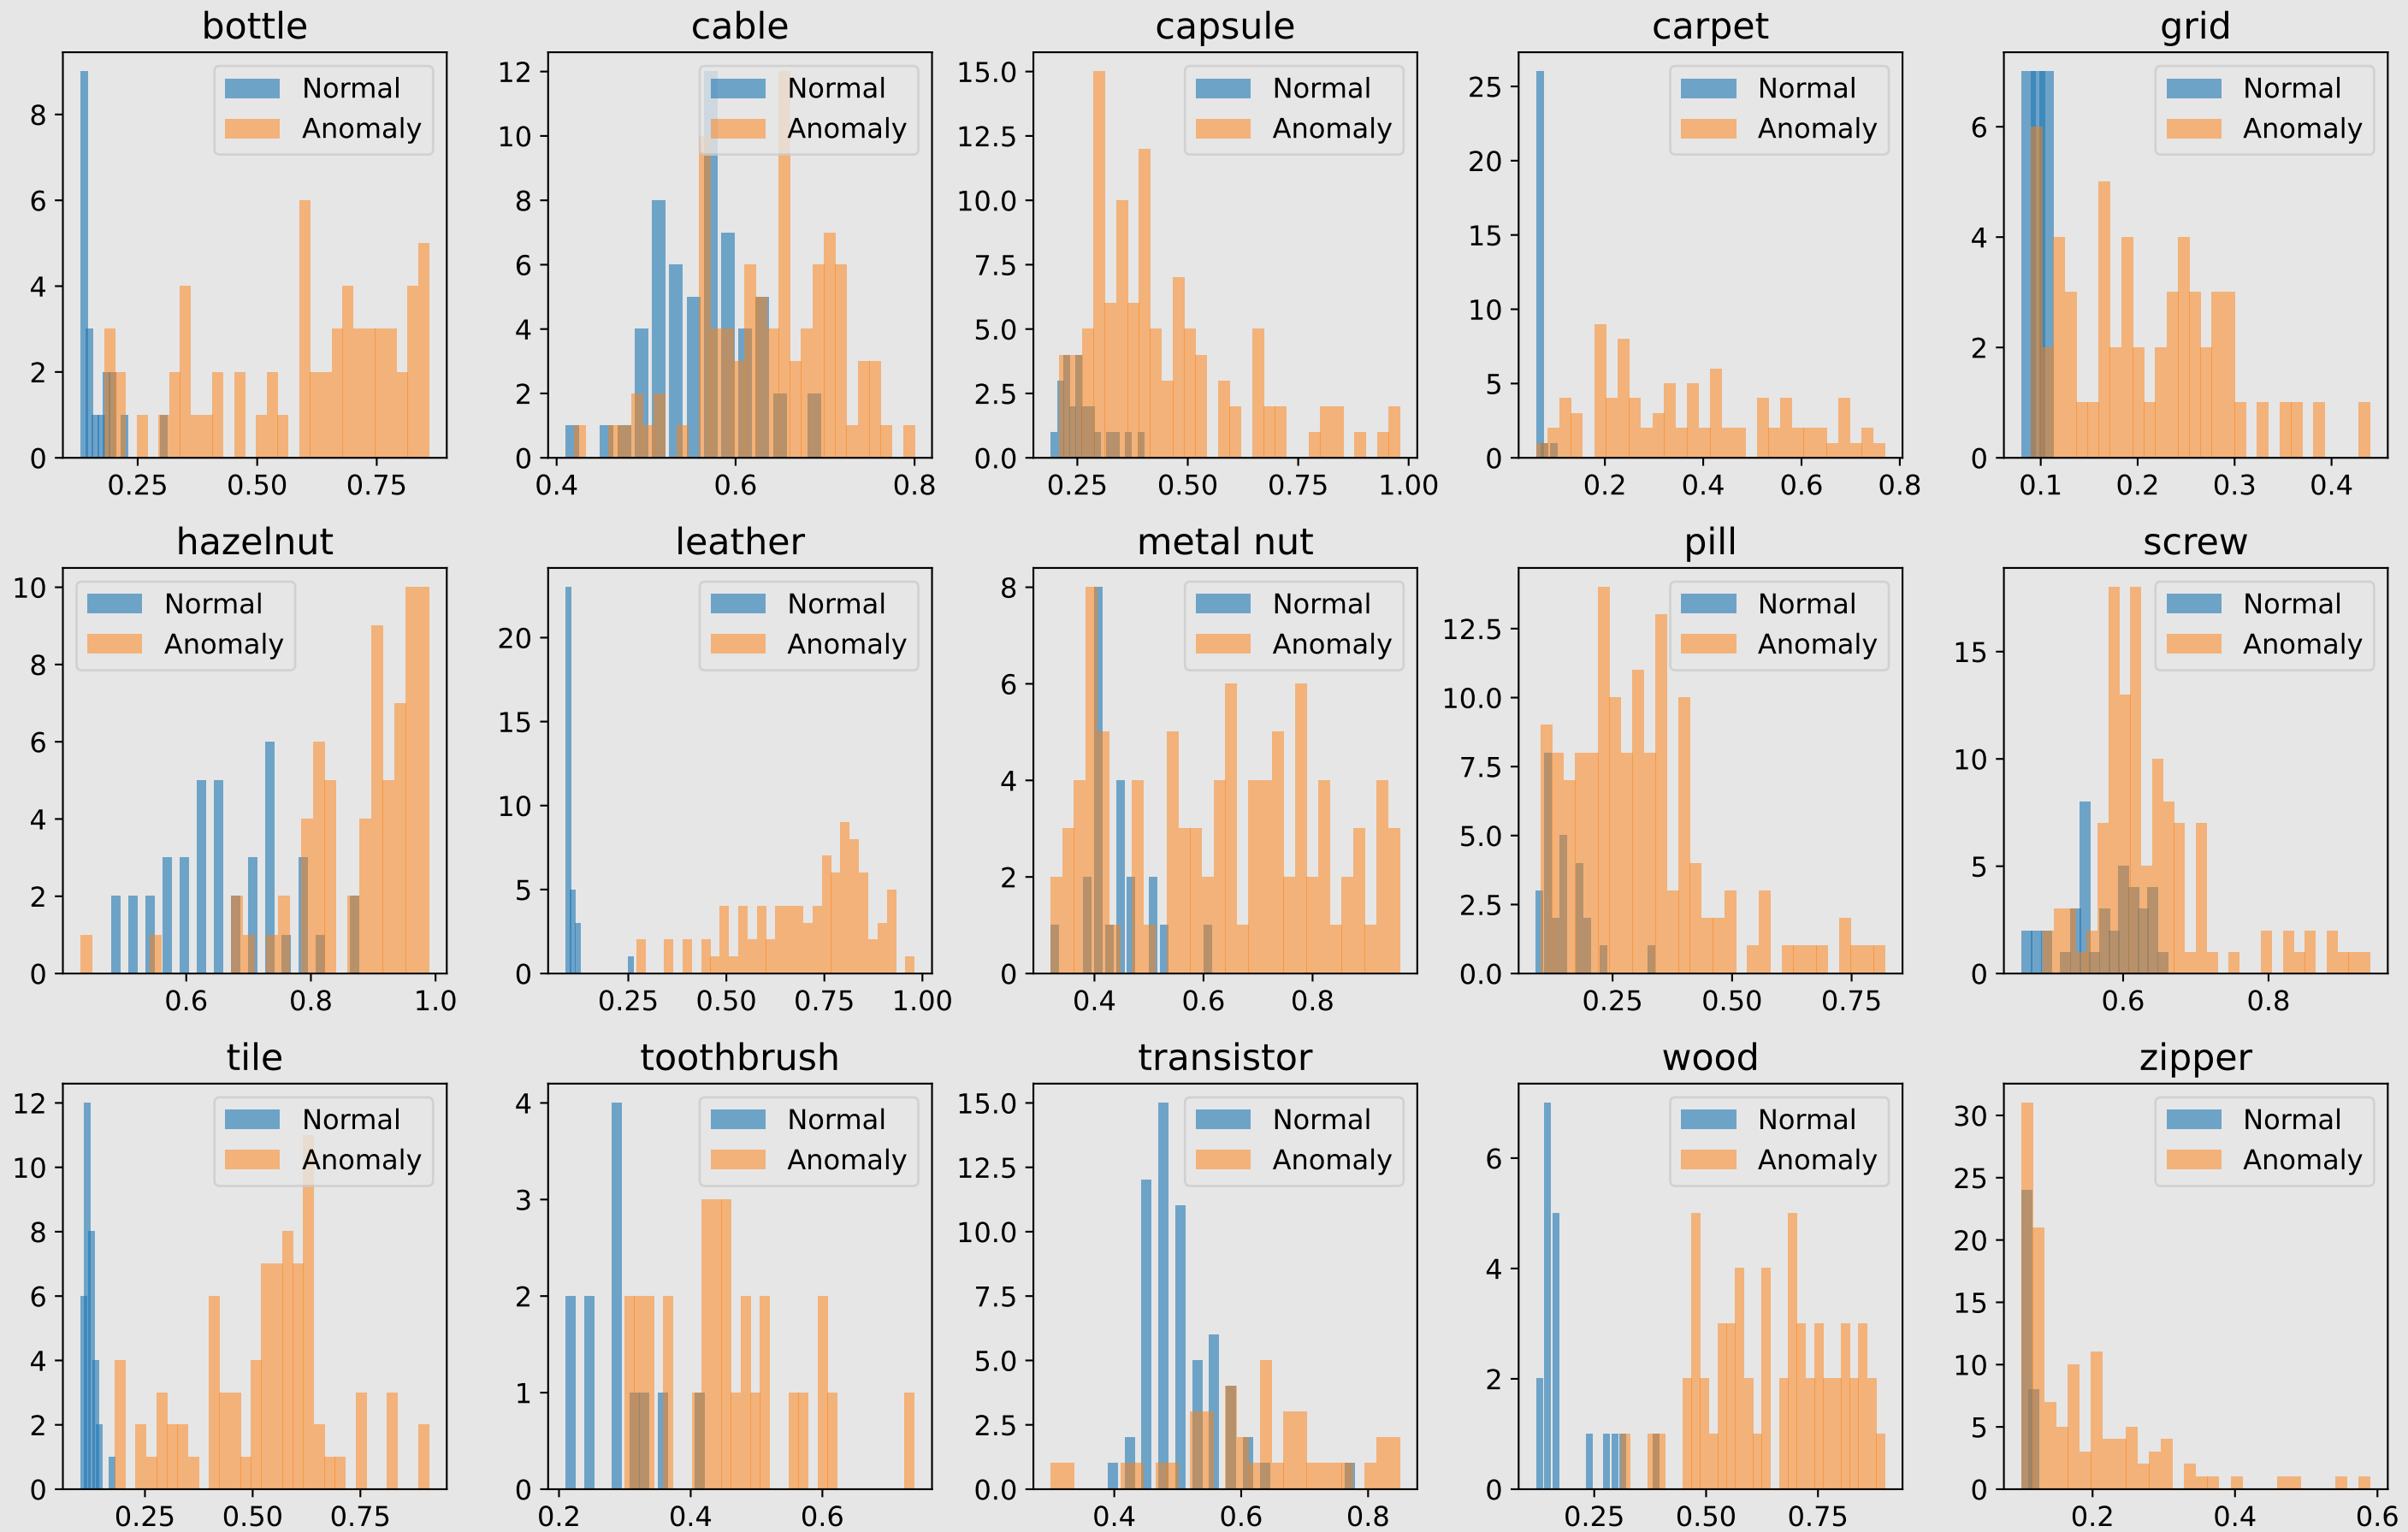 bottle
Normal
Anomaly
8
6
4
2
0
0.25 0.50 0.75
cable
Normal
Anomaly
12
10
8
6
4
2
0
0.4 0.6 0.8
capsule
Normal
Anomaly
15.0
12.5
10.0
7.5
5.0
2.5
0.0
0.25 0.50 0.75 1.00
carpet
Normal
Anomaly
25
20
15
10
5
0
0.2 0.4 0.6 0.8
grid
Normal
Anomaly
6
4
2
0
0.1 0.2 0.3 0.4
hazelnut
Normal
Anomaly
10
8
6
4
2
0
0.6 0.8 1.0
leather
Normal
Anomaly
20
15
10
5
0
0.25 0.50 0.75 1.00
metal nut
Normal
Anomaly
8
6
4
2
0
0.4 0.6 0.8
pill
Normal
Anomaly
12.5
10.0
7.5
5.0
2.5
0.0
0.25 0.50 0.75
screw
Normal
Anomaly
15
10
5
0
0.6 0.8
tile
Normal
Anomaly
12
10
8
6
4
2
0
0.25 0.50 0.75
toothbrush
Normal
Anomaly
4
3
2
1
0
0.2 0.4 0.6
transistor
Normal
Anomaly
15.0
12.5
10.0
7.5
5.0
2.5
0.0
0.4 0.6 0.8
wood
Normal
Anomaly
6
4
2
0
0.25 0.50 0.75
zipper
Normal
Anomaly
30
25
20
15
10
5
0
0.2 0.4 0.6